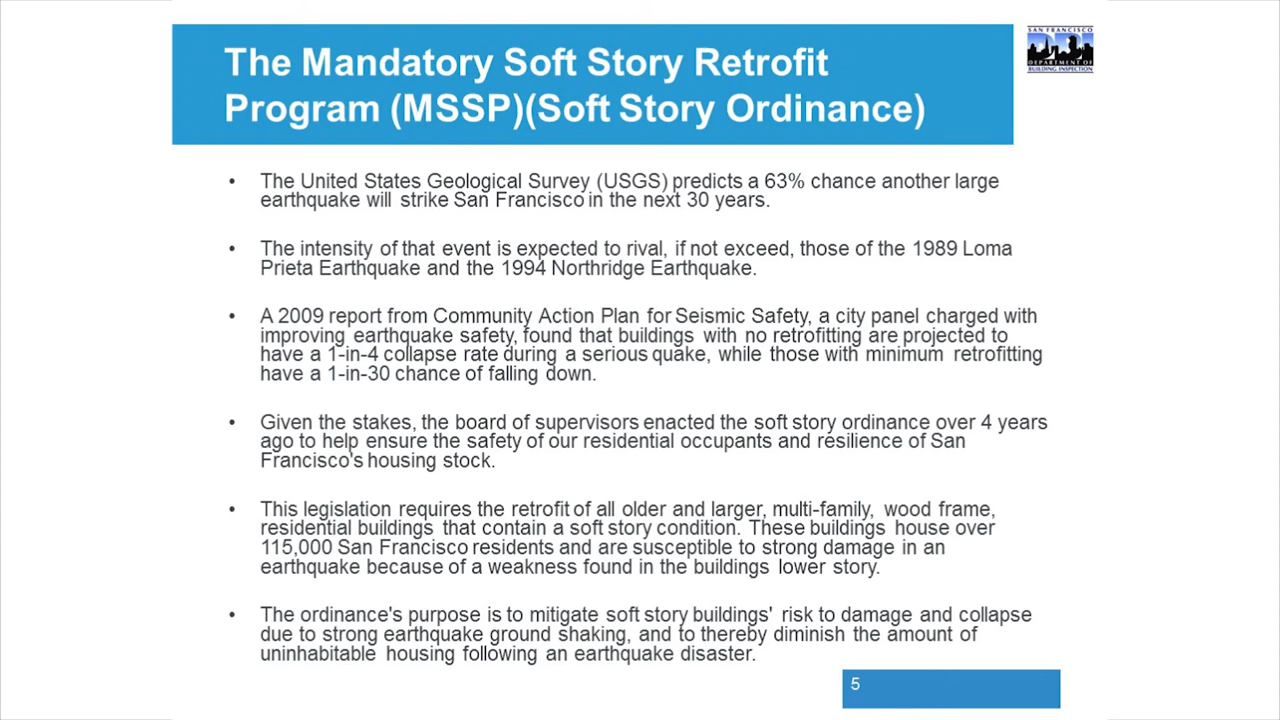 The Mandatory Soft Story Retrofit
Program (MSSP)(Soft Story Ordinance)
SAN FRANCISCO
DEPARTMENT OF
BUILDING INSPECTION
• The United States Geological Survey (USGS) predicts a 63% chance another large
earthquake will strike San Francisco in the next 30 years.
• The intensity of that event is expected to rival, if not exceed, those of the 1989 Loma
Prieta Earthquake and the 1994 Northridge Earthquake.
• A 2009 report from Community Action Plan for Seismic Safety, a city panel charged with
improving earthquake safety, found that buildings with no retrofitting are projected to
have a 1-in-4 collapse rate during a serious quake, while those with minimum retrofitting
have a 1-in-30 chance of falling down.
• Given the stakes, the board of supervisors enacted the soft story ordinance over 4 years
ago to help ensure the safety of our residential occupants and resilience of San
Francisco's housing stock.
• This legislation requires the retrofit of all older and larger, multi-family, wood frame,
residential buildings that contain a soft story condition. These buildings house over
115,000 San Francisco residents and are susceptible to strong damage in an
earthquake because of a weakness found in the buildings lower story.
• The ordinance's purpose is to mitigate soft story buildings' risk to damage and collapse
due to strong earthquake ground shaking, and to thereby diminish the amount of
uninhabitable housing following an earthquake disaster.
5